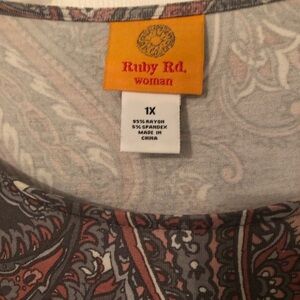 Ruby Rd.
woman
1X
95% RAYON
5% SPANDEX
MADE IN
CHINA